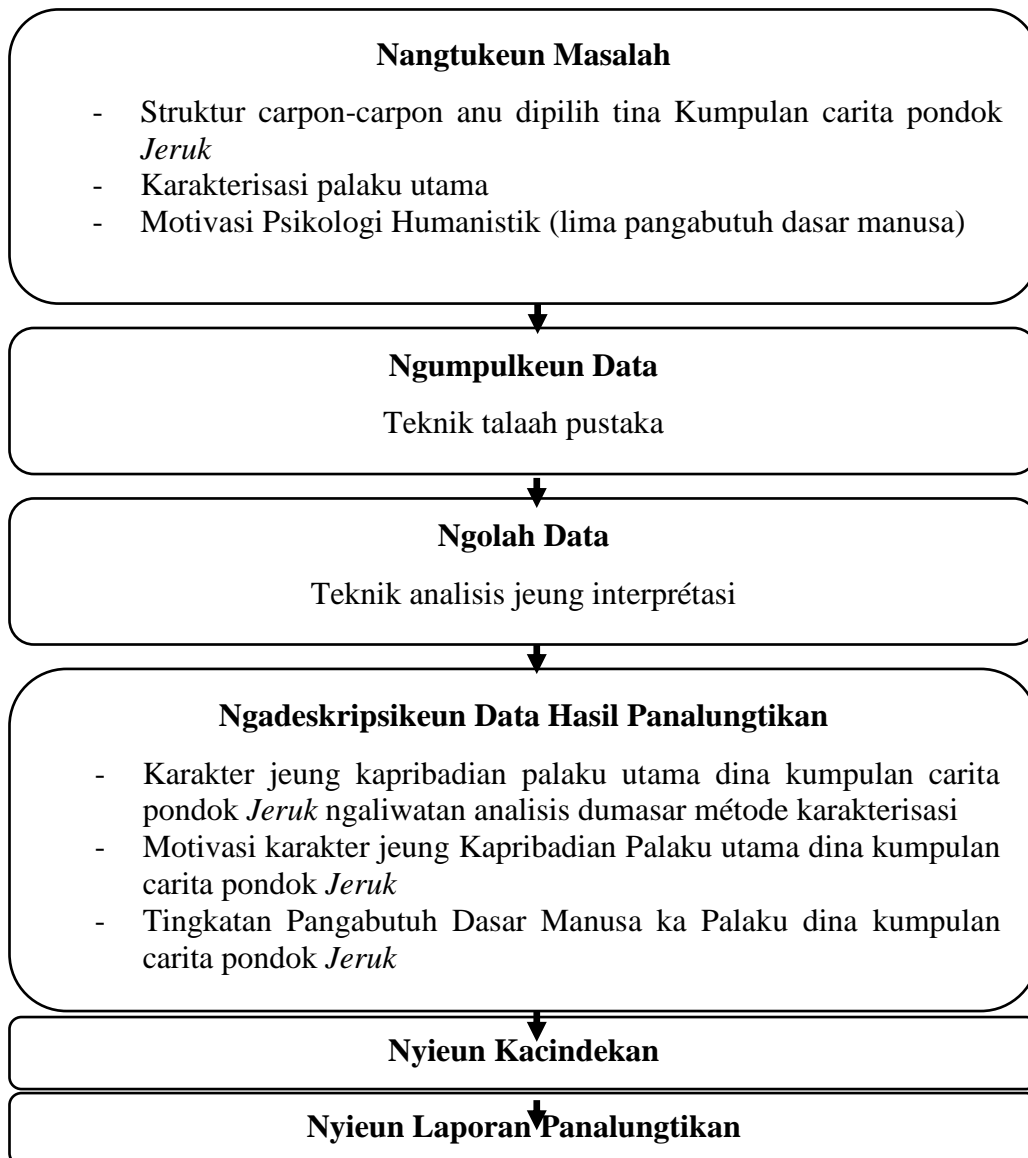 Nangtukeun Masalah
- Struktur carpon-carpon anu dipilih tina Kumpulan carita pondok
Jeruk
- Karakterisasi palaku utama
- Motivasi Psikologi Humanistik (lima pangabutuh dasar manusa)
Ngumpulkeun Data
Teknik talaah pustaka
Ngolah Data
Teknik analisis jeung interprétasi
Ngadeskripsikeun Data Hasil Panalungtikan
- Karakter jeung kapribadian palaku utama dina kumpulan carita
pondok Jeruk ngaliwatan analisis dumasar métode karakterisasi
- Motivasi karakter jeung Kapribadian Palaku utama dina kumpulan
carita pondok Jeruk
- Tingkatan Pangabutuh Dasar Manusa ka Palaku dina kumpulan
carita pondok Jeruk
Nyieun Kacindekan
Nyieun Laporan Panalungtikan